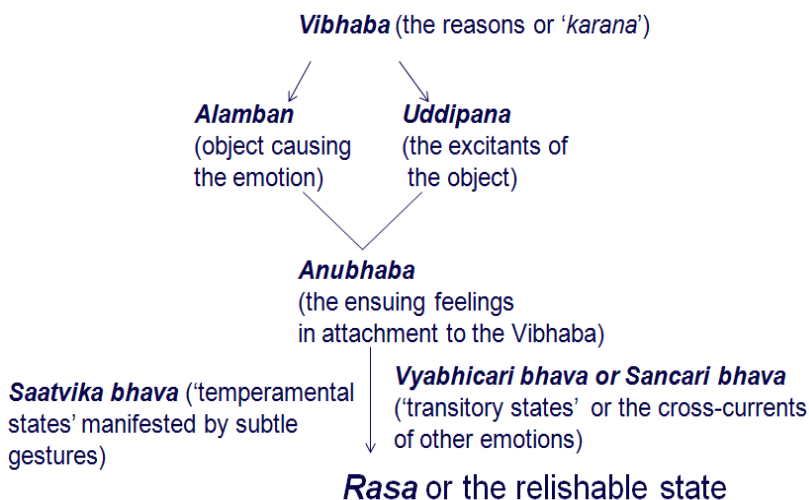 Vibhaba (the reasons or ‘karana’)
Alamban
(object causing
the emotion)
Uddipana
(the excitants of
the object)
Anubhaba
(the ensuing feelings
in attachment to the Vibhaba)
Saatvika bhava (‘temperamental
states’ manifested by subtle
gestures)
Vyabhicari bhava or Sancari bhava
(‘transitory states’ or the cross-currents
of other emotions)
Rasa or the relishable state